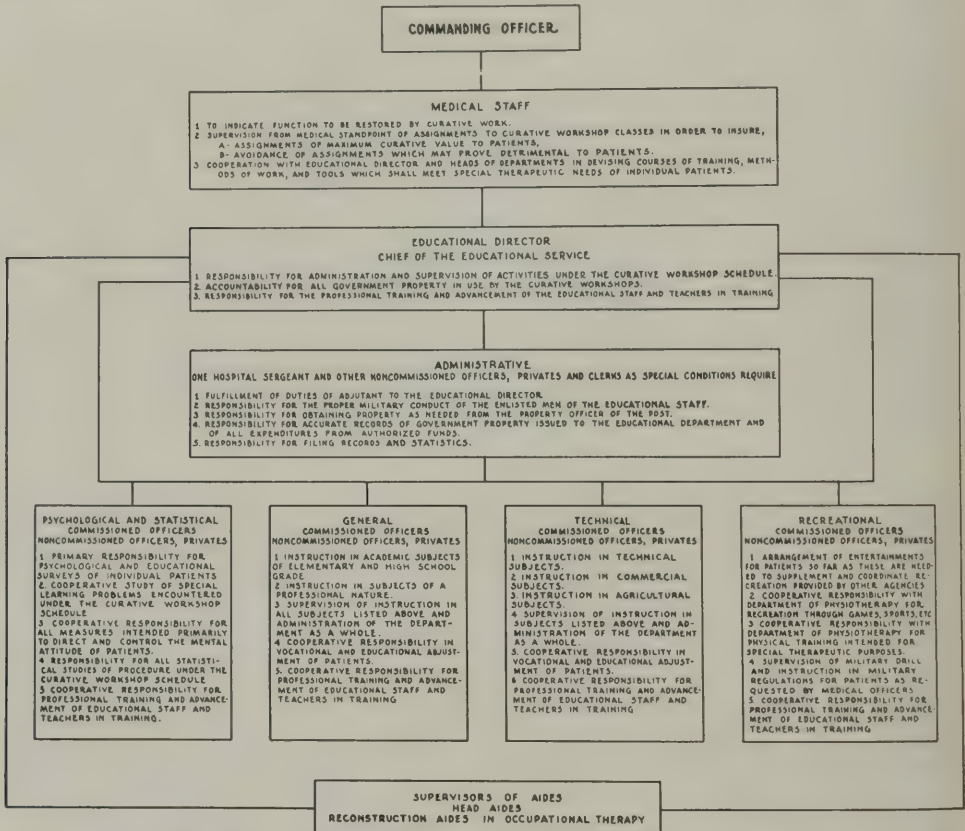 COMMANDING OFFICER
MEDICAL STAFF
1 TO INDICATE FUNCTION TO BE RESTORED BY CURATIVE WORK.
2 SUPERVISION FROM MEDICAL STANDPOINT OF ASSIGNMENTS TO CURATIVE WORKSHOP CLASSES IN ORDER TO INSURE,
A- ASSIGNMENTS OF MAXIMUM CURATIVE VALUE TO PATIENTS,
B- AVOIDANCE OF ASSIGNMENTS WHICH MAY PROVE DETRIMENTAL TO PATIENTS.
3 COOPERATION WITH EDUCATIONAL DIRECTOR AND HEADS OF DEPARTMENTS IN DEVISING COURSES OF TRAINING, METH-
ODS OF WORK, AND TOOLS WHICH SHALL MEET SPECIAL THERAPEUTIC NEEDS OF INDIVIDUAL PATIENTS.
EDUCATIONAL DIRECTOR
CHIEF OF THE EDUCATIONAL SERVICE
1 RESPONSIBILITY FOR ADMINISTRATION AND SUPERVISION OF ACTIVITIES UNDER THE CURATIVE WORKSHOP SCHEDULE.
2. ACCOUNTABILITY FOR ALL GOVERNMENT PROPERTY IN USE BY THE CURATIVE WORKSHOPS.
3. RESPONSIBILITY FOR THE PROFESSIONAL TRAINING AND ADVANCEMENT OF THE EDUCATIONAL STAFF AND TEACHERS IN TRAINING
ADMINISTRATIVE
ONE HOSPITAL SERGEANT AND OTHER NONCOMMISSIONED OFFICERS, PRIVATES AND CLERKS AS SPECIAL CONDITIONS REQUIRE
1 FULFILLMENT OF DUTIES OF ADJUTANT TO THE EDUCATIONAL DIRECTOR
2 RESPONSIBILITY FOR THE PROPER MILITARY CONDUCT OF THE ENLISTED MEN OF THE EDUCATIONAL STAFF.
3 RESPONSIBILITY FOR OBTAINING PROPERTY AS NEEDED FROM THE PROPERTY OFFICER OF THE POST.
4. RESPONSIBILITY FOR ACCURATE RECORDS OF GOVERNMENT PROPERTY ISSUED TO THE EDUCATIONAL DEPARTMENT AND
OF ALL EXPENDITURES FROM AUTHORIZED FUNDS.
5. RESPONSIBILITY FOR FILING RECORDS AND STATISTICS.
PSYCHOLOGICAL AND STATISTICAL
COMMISSIONED OFFICERS
NONCOMMISSIONED OFFICERS, PRIVATES
1 PRIMARY RESPONSIBILITY FOR
PSYCHOLOGICAL AND EDUCATIONAL
SURVEYS OF INDIVIDUAL PATIENTS
2. COOPERATIVE STUDY OF SPECIAL
LEARNING PROBLEMS ENCOUNTERED
UNDER THE CURATIVE WORKSHOP
SCHEDULE
3 COOPERATIVE RESPONSIBILITY FOR
ALL MEASURES INTENDED PRIMARILY
TO DIRECT AND CONTROL THE MENTAL
ATTITUDE OF PATIENTS.
4 RESPONSIBILITY FOR ALL STATISTI-
CAL STUDIES OF PROCEDURE UNDER THE
CURATIVE WORKSHOP SCHEDULE
5 COOPERATIVE RESPONSIBILITY FOR
PROFESSIONAL TRAINING AND ADVANCE-
MENT OF EDUCATIONAL STAFF AND
TEACHERS IN TRAINING.
GENERAL
COMMISSIONED OFFICERS
NONCOMMISSIONED OFFICERS, PRIVATES
1 INSTRUCTION IN ACADEMIC SUBJECTS
OF ELEMENTARY AND HIGH SCHOOL
GRADE
2 INSTRUCTION IN SUBJECTS OF A
PROFESSIONAL NATURE.
3 SUPERVISION OF INSTRUCTION IN
ALL SUBJECTS LISTED ABOVE AND
ADMINISTRATION OF THE DEPART-
MENT AS A WHOLE.
4 COOPERATIVE RESPONSIBILITY IN
VOCATIONAL AND EDUCATIONAL ADJUST-
MENT OF PATIENTS.
5. COOPERATIVE RESPONSIBILITY FOR
PROFESSIONAL TRAINING AND ADVANCE-
MENT OF EDUCATIONAL STAFF AND
TEACHERS IN TRAINING
TECHNICAL
COMMISSIONED OFFICERS
NONCOMMISSIONED OFFICERS, PRIVATES
1 INSTRUCTION IN TECHNICAL
SUBJECTS.
2 INSTRUCTION IN COMMERCIAL
SUBJECTS.
3. INSTRUCTION IN AGRICULTURAL
SUBJECTS.
4 SUPERVISION OF INSTRUCTION IN
SUBJECTS LISTED ABOVE AND AD-
MINISTRATION OF THE DEPARTMENT
AS A WHOLE.
5. COOPERATIVE RESPONSIBILITY IN
VOCATIONAL AND EDUCATIONAL ADJUST-
MENT OF PATIENTS.
6 COOPERATIVE RESPONSIBILITY FOR
PROFESSIONAL TRAINING AND ADVANCE-
MENT OF EDUCATIONAL STAFF AND
TEACHERS IN TRAINING
RECREATIONAL
COMMISSIONED OFFICERS
NONCOMMISSIONED OFFICERS, PRIVATES
1 ARRANGEMENT OF ENTERTAINMENTS
FOR PATIENTS SO FAR AS THESE ARE NEED-
ED TO SUPPLEMENT AND COORDINATE RE-
CREATION PROVIDED BY OTHER AGENCIES
2 COOPERATIVE RESPONSIBILITY WITH
DEPARTMENT OF PHYSIOTHERAPY FOR
RECREATION THROUGH GAMES, SPORTS, ETC
3 COOPERATIVE RESPONSIBILITY WITH
DEPARTMENT OF PHYSIOTHERAPY FOR
PHYSICAL TRAINING INTENDED FOR
SPECIAL THERAPEUTIC PURPOSES.
4 SUPERVISION OF MILITARY DRILL
AND INSTRUCTION IN MILITARY
REGULATIONS FOR PATIENTS AS RE-
QUESTED BY MEDICAL OFFICERS
5 COOPERATIVE RESPONSIBILITY FOR
PROFESSIONAL TRAINING AND ADVANCE-
MENT OF EDUCATIONAL STAFF AND
TEACHERS IN TRAINING
SUPERVISORS OF AIDES
HEAD AIDES
RECONSTRUCTION AIDES IN OCCUPATIONAL THERAPY